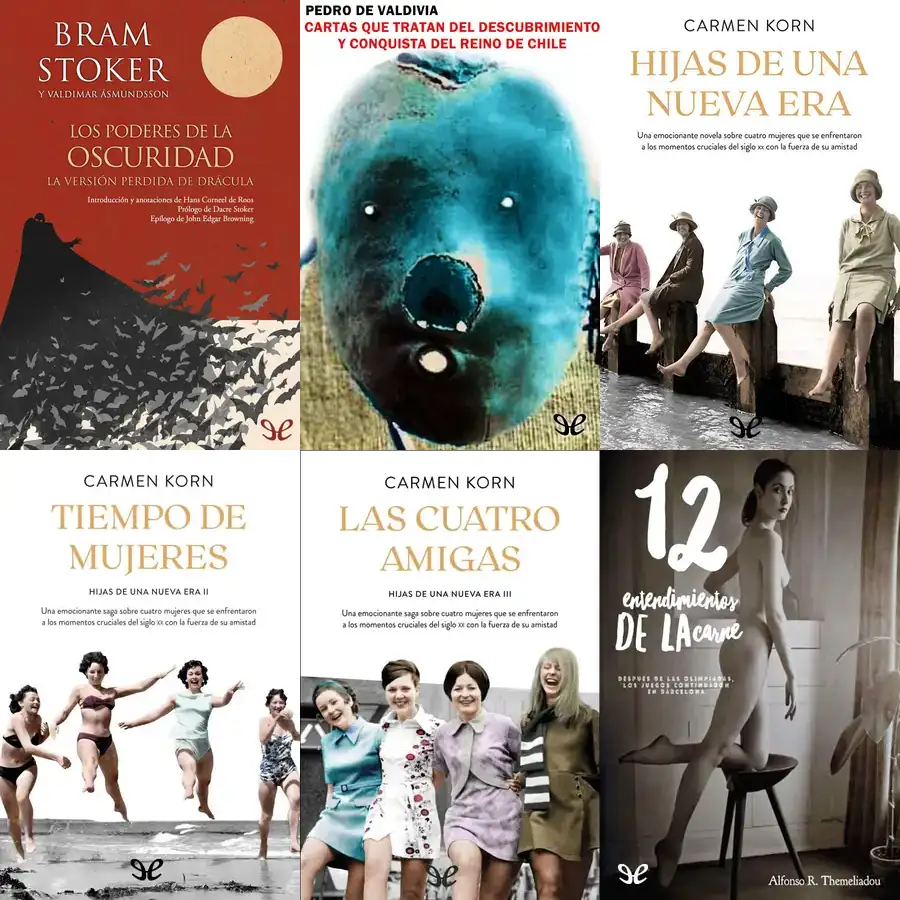 BRAM
STOKER
Y VALDIMAR ÁSMUNDSSON
LOS PODERES DE LA
OSCURIDAD
LA VERSIÓN PERDIDA DE DRÁCULA
Introducción y anotaciones de Hans Corneel de Roos
Prólogo de Dacre Stoker
Epílogo de John Edgar Browning
PEDRO DE VALDIVIA
CARTAS QUE TRATAN DEL DESCUBRIMIENTO
Y CONQUISTA DEL REINO DE CHILE
CARMEN KORN
HIJAS DE UNA
NUEVA ERA
Una emocionante novela sobre cuatro mujeres que se enfrentaron
a los momentos cruciales del siglo XX con la fuerza de su amistad
CARMEN KORN
TIEMPO DE
MUJERES
HIJAS DE UNA NUEVA ERA II
Una emocionante saga sobre cuatro mujeres que se enfrentaron
a los momentos cruciales del siglo XX con la fuerza de su amistad
CARMEN KORN
LAS CUATRO
AMIGAS
HIJAS DE UNA NUEVA ERA III
Una emocionante saga sobre cuatro mujeres que se enfrentaron
a los momentos cruciales del siglo XX con la fuerza de su amistad
12
entendimientos
DE LA carne
DESPUÉS DE LAS OLIMPIADAS,
LOS JUEGOS CONTINUARON
EN BARCELONA
Alfonso R. Themeliadou